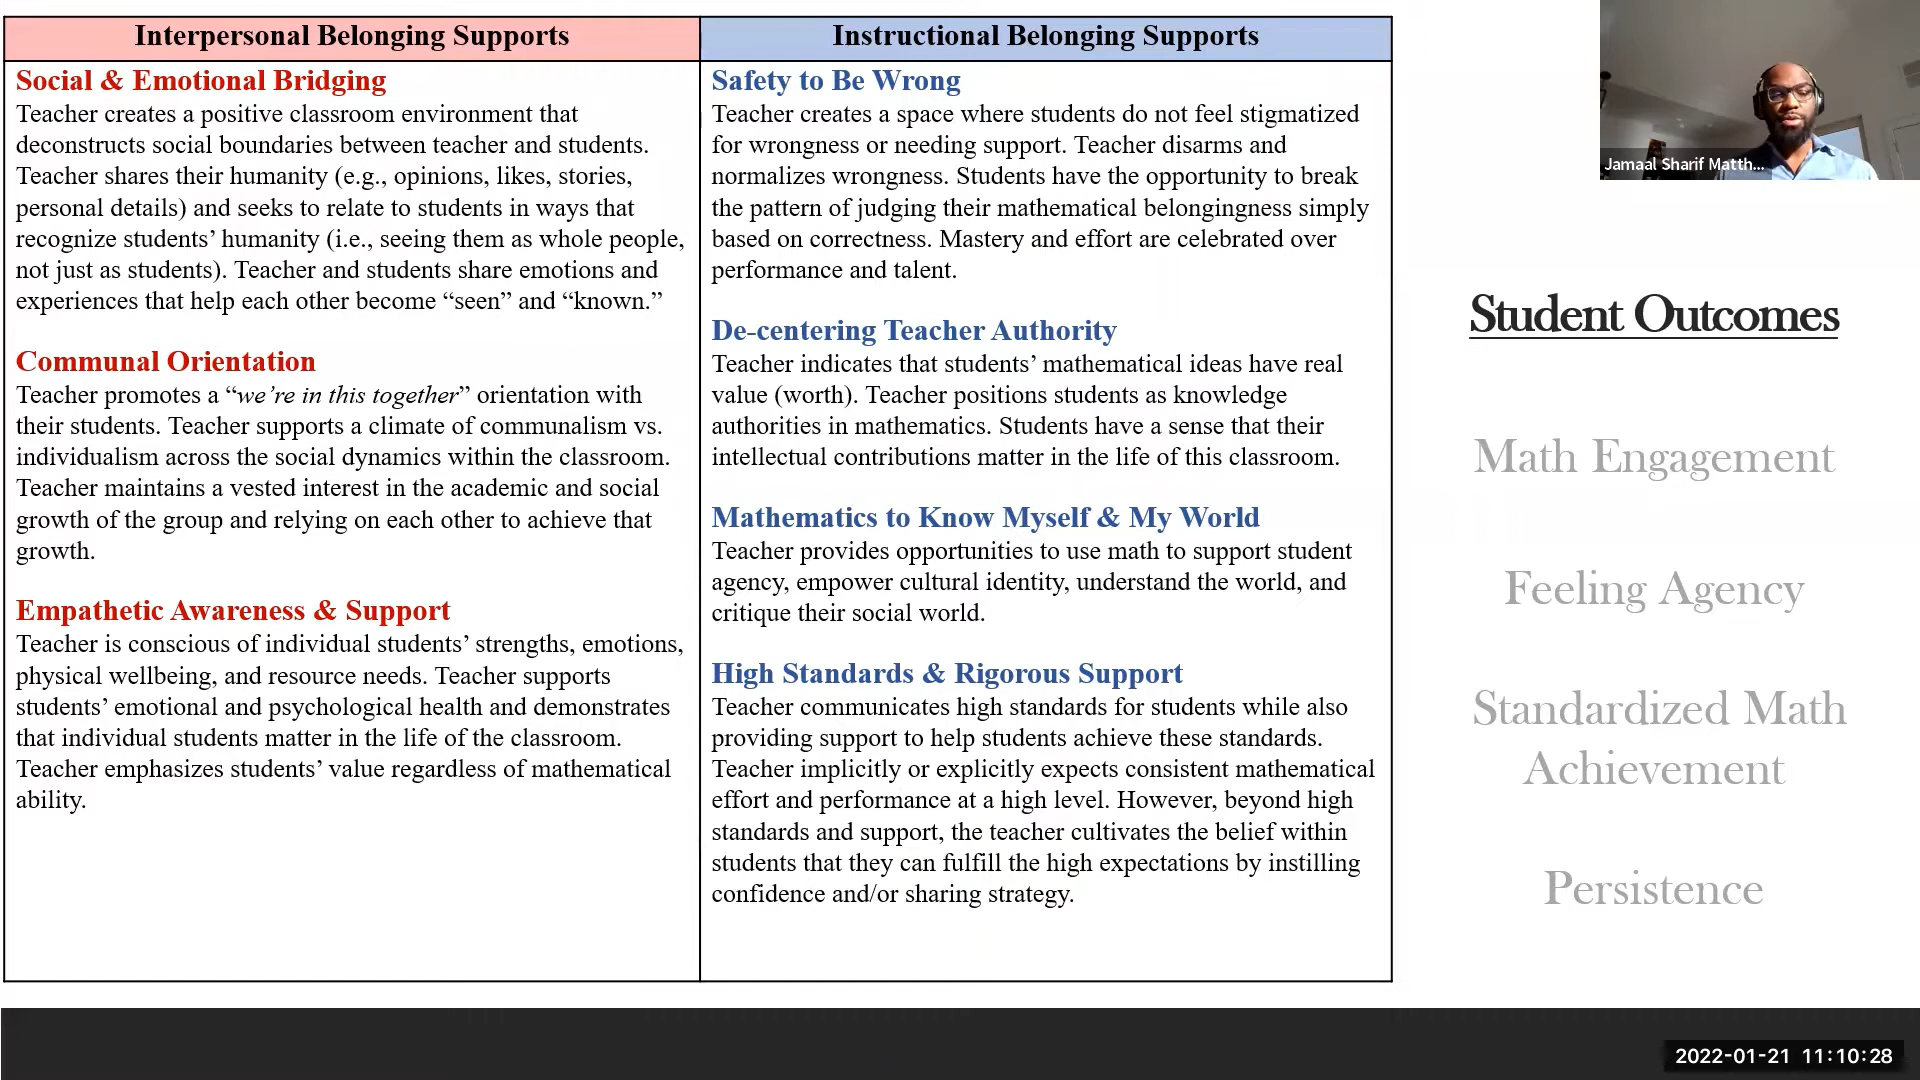 Interpersonal Belonging Supports
Social & Emotional Bridging
Teacher creates a positive classroom environment that
deconstructs social boundaries between teacher and students.
Teacher shares their humanity (e.g., opinions, likes, stories,
personal details) and seeks to relate to students in ways that
recognize students’ humanity (i.e., seeing them as whole people,
not just as students). Teacher and students share emotions and
experiences that help each other become “seen” and “known.”
Communal Orientation
Teacher promotes a “we’re in this together” orientation with
their students. Teacher supports a climate of communalism vs.
individualism across the social dynamics within the classroom.
Teacher maintains a vested interest in the academic and social
growth of the group and relying on each other to achieve that
growth.
Empathetic Awareness & Support
Teacher is conscious of individual students’ strengths, emotions,
physical wellbeing, and resource needs. Teacher supports
students’ emotional and psychological health and demonstrates
that individual students matter in the life of the classroom.
Teacher emphasizes students’ value regardless of mathematical
ability.
Instructional Belonging Supports
Safety to Be Wrong
Teacher creates a space where students do not feel stigmatized
for wrongness or needing support. Teacher disarms and
normalizes wrongness. Students have the opportunity to break
the pattern of judging their mathematical belongingness simply
based on correctness. Mastery and effort are celebrated over
performance and talent.
De-centering Teacher Authority
Teacher indicates that students’ mathematical ideas have real
value (worth). Teacher positions students as knowledge
authorities in mathematics. Students have a sense that their
intellectual contributions matter in the life of this classroom.
Mathematics to Know Myself & My World
Teacher provides opportunities to use math to support student
agency, empower cultural identity, understand the world, and
critique their social world.
High Standards & Rigorous Support
Teacher communicates high standards for students while also
providing support to help students achieve these standards.
Teacher implicitly or explicitly expects consistent mathematical
effort and performance at a high level. However, beyond high
standards and support, the teacher cultivates the belief within
students that they can fulfill the high expectations by instilling
confidence and/or sharing strategy.
Jamaal Sharif Matth...
Student Outcomes
Math Engagement
Feeling Agency
Standardized Math
Achievement
Persistence
2022-01-21 11:10:28